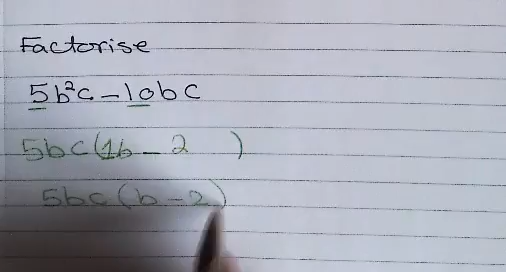 Factorise
5b²c - 10bc
5bc(1b - 2 )
5bc(b - 2)